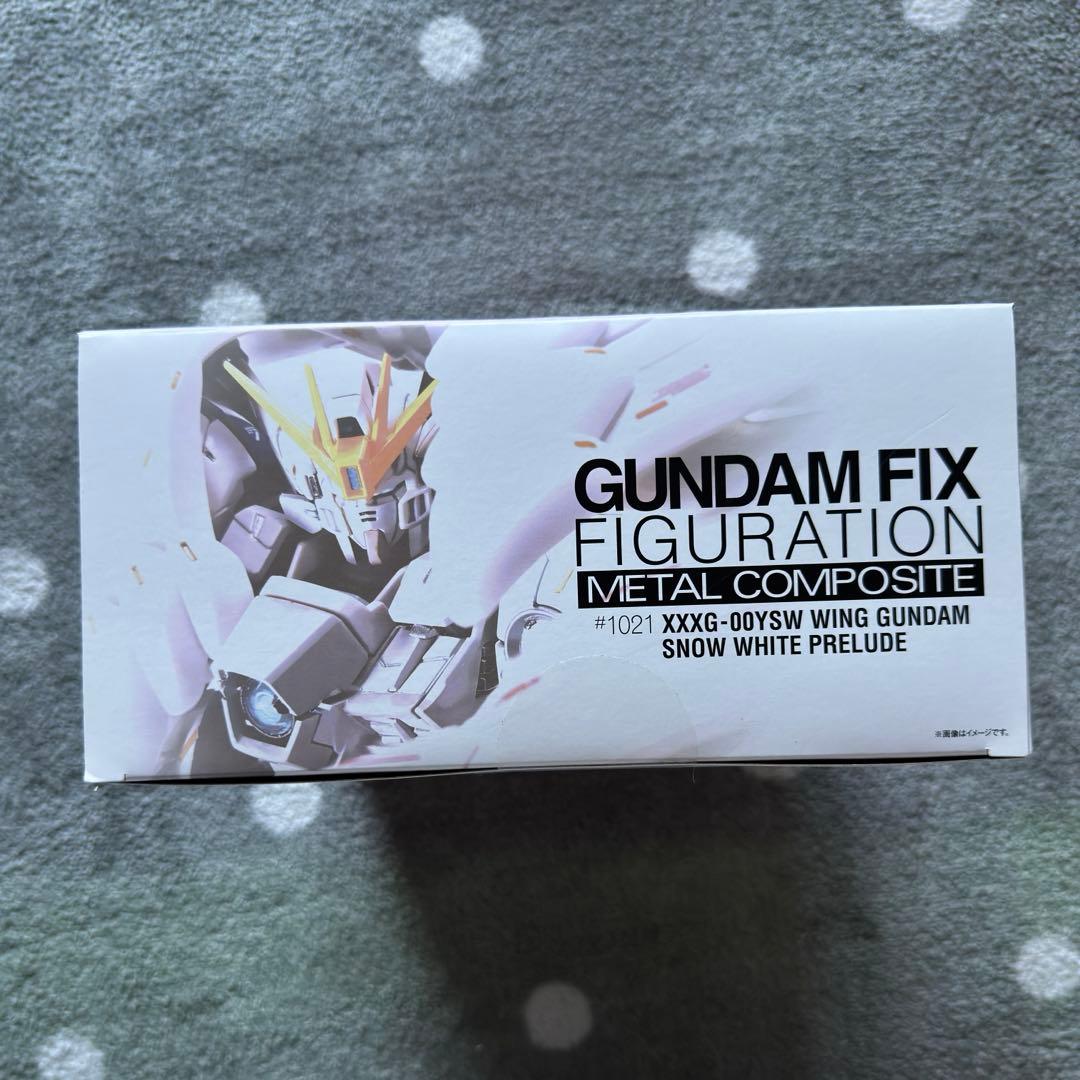 GUNDAM FIX
FIGURATION
METAL COMPOSITE
#1021 XXXG-00YSW WING GUNDAM
SNOW WHITE PRELUDE
※画像はイメージです。